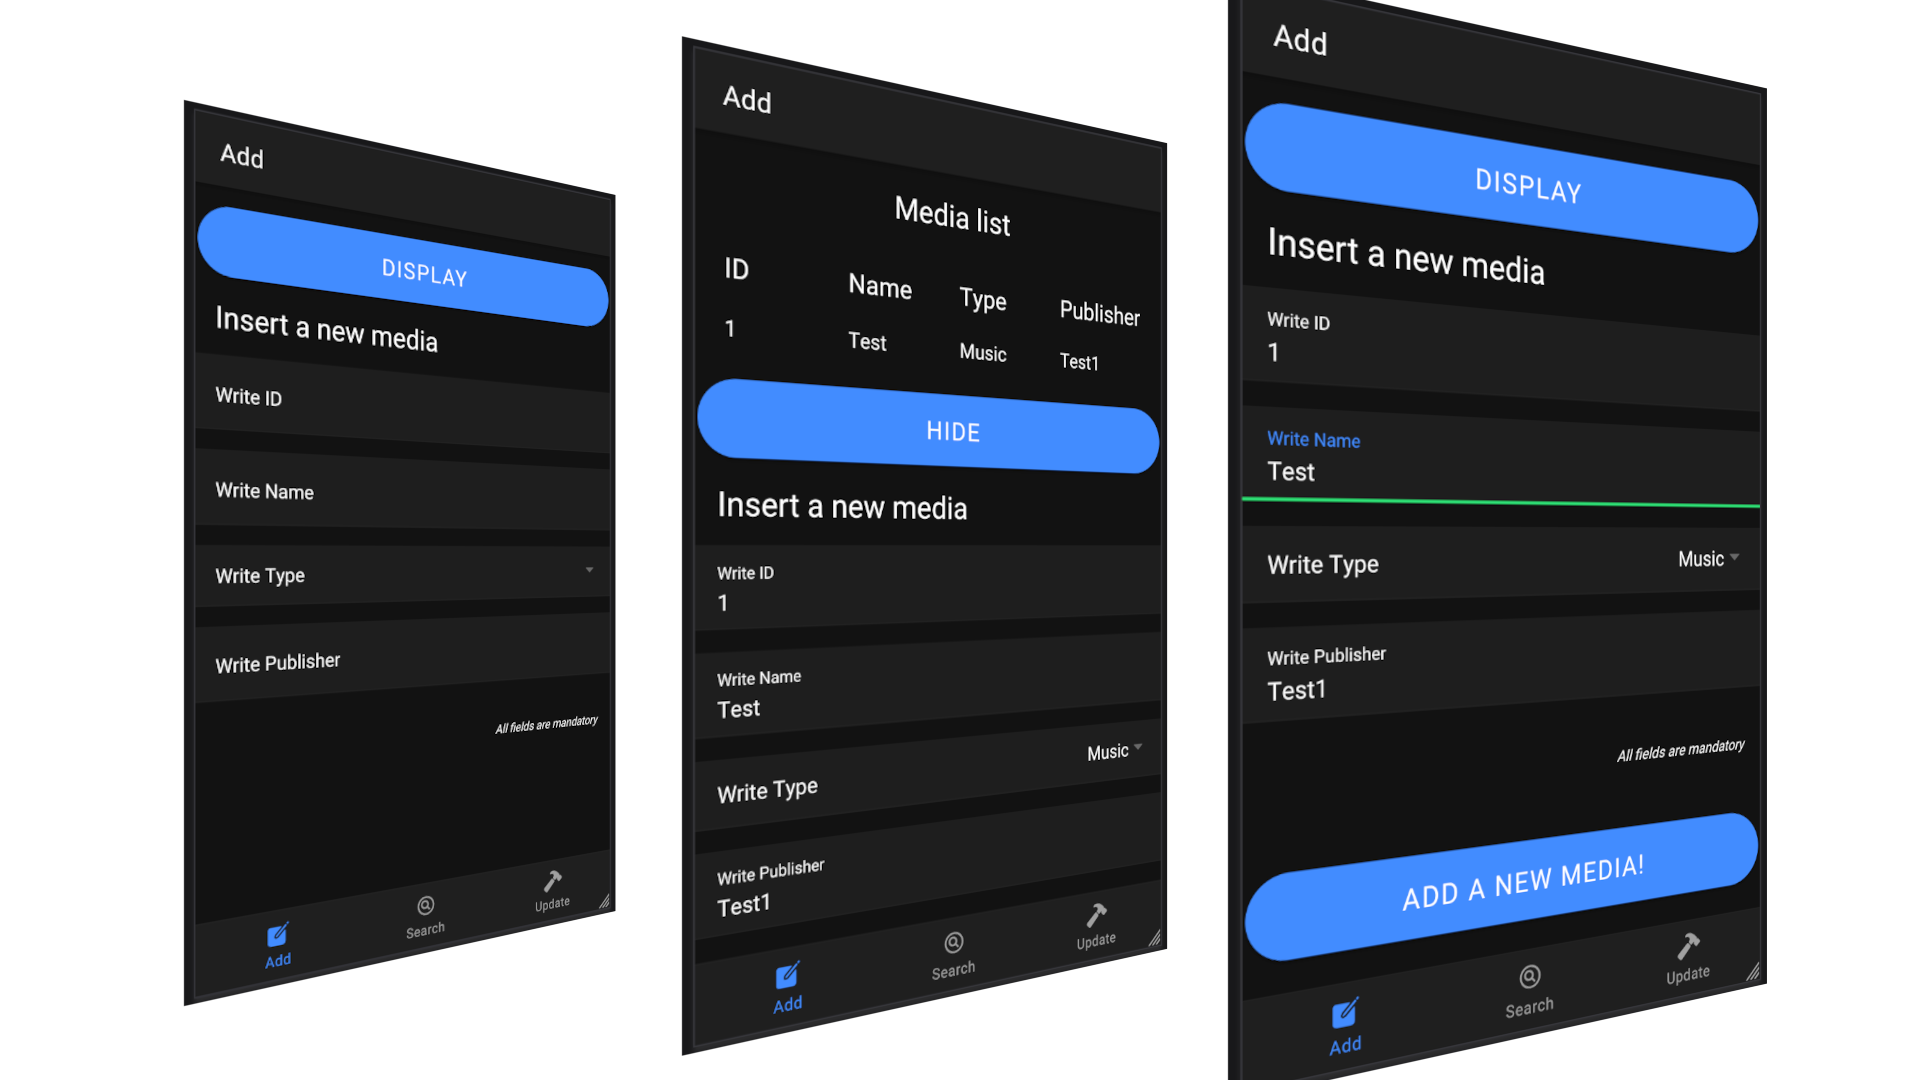 Add
DISPLAY
Insert a new media
Write ID
Write Name
Write Type
Write Publisher
All fields are mandatory
Add
Search
Update
Add
Media list
ID Name Type Publisher
1 Test Music Test1
HIDE
Insert a new media
Write ID
1
Write Name
Test
Write Type Music
Write Publisher
Test1
Add
Search
Update
Add
DISPLAY
Insert a new media
Write ID
1
Write Name
Test
Write Type Music
Write Publisher
Test1
All fields are mandatory
ADD A NEW MEDIA!
Add
Search
Update